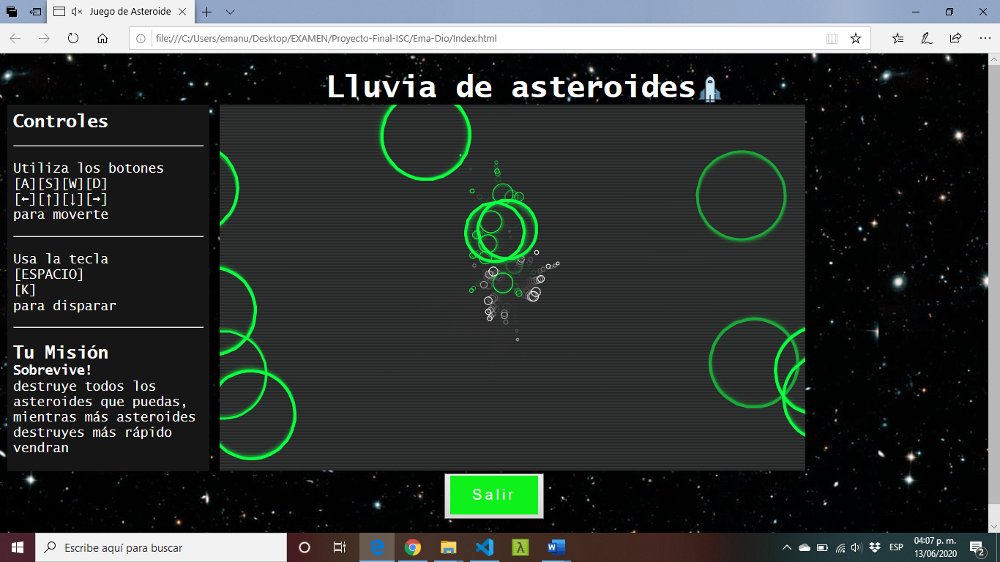 Juego de Asteroide
file:///C:/Users/emanu/Desktop/EXAMEN/Proyecto-Final-ISC/Ema-Dio/Index.html
Lluvia de asteroides
Controles
Utiliza los botones
[A][S][W][D]
[←][↑][↓][→]
para moverte
Usa la tecla
[ESPACIO]
[K]
para disparar
Tu Misión
Sobrevive!
destruye todos los
asteroides que puedas,
mientras más asteroides
destruyes más rápido
vendran
Salir
Escribe aquí para buscar
ESP
04:07 p. m.
13/06/2020
2